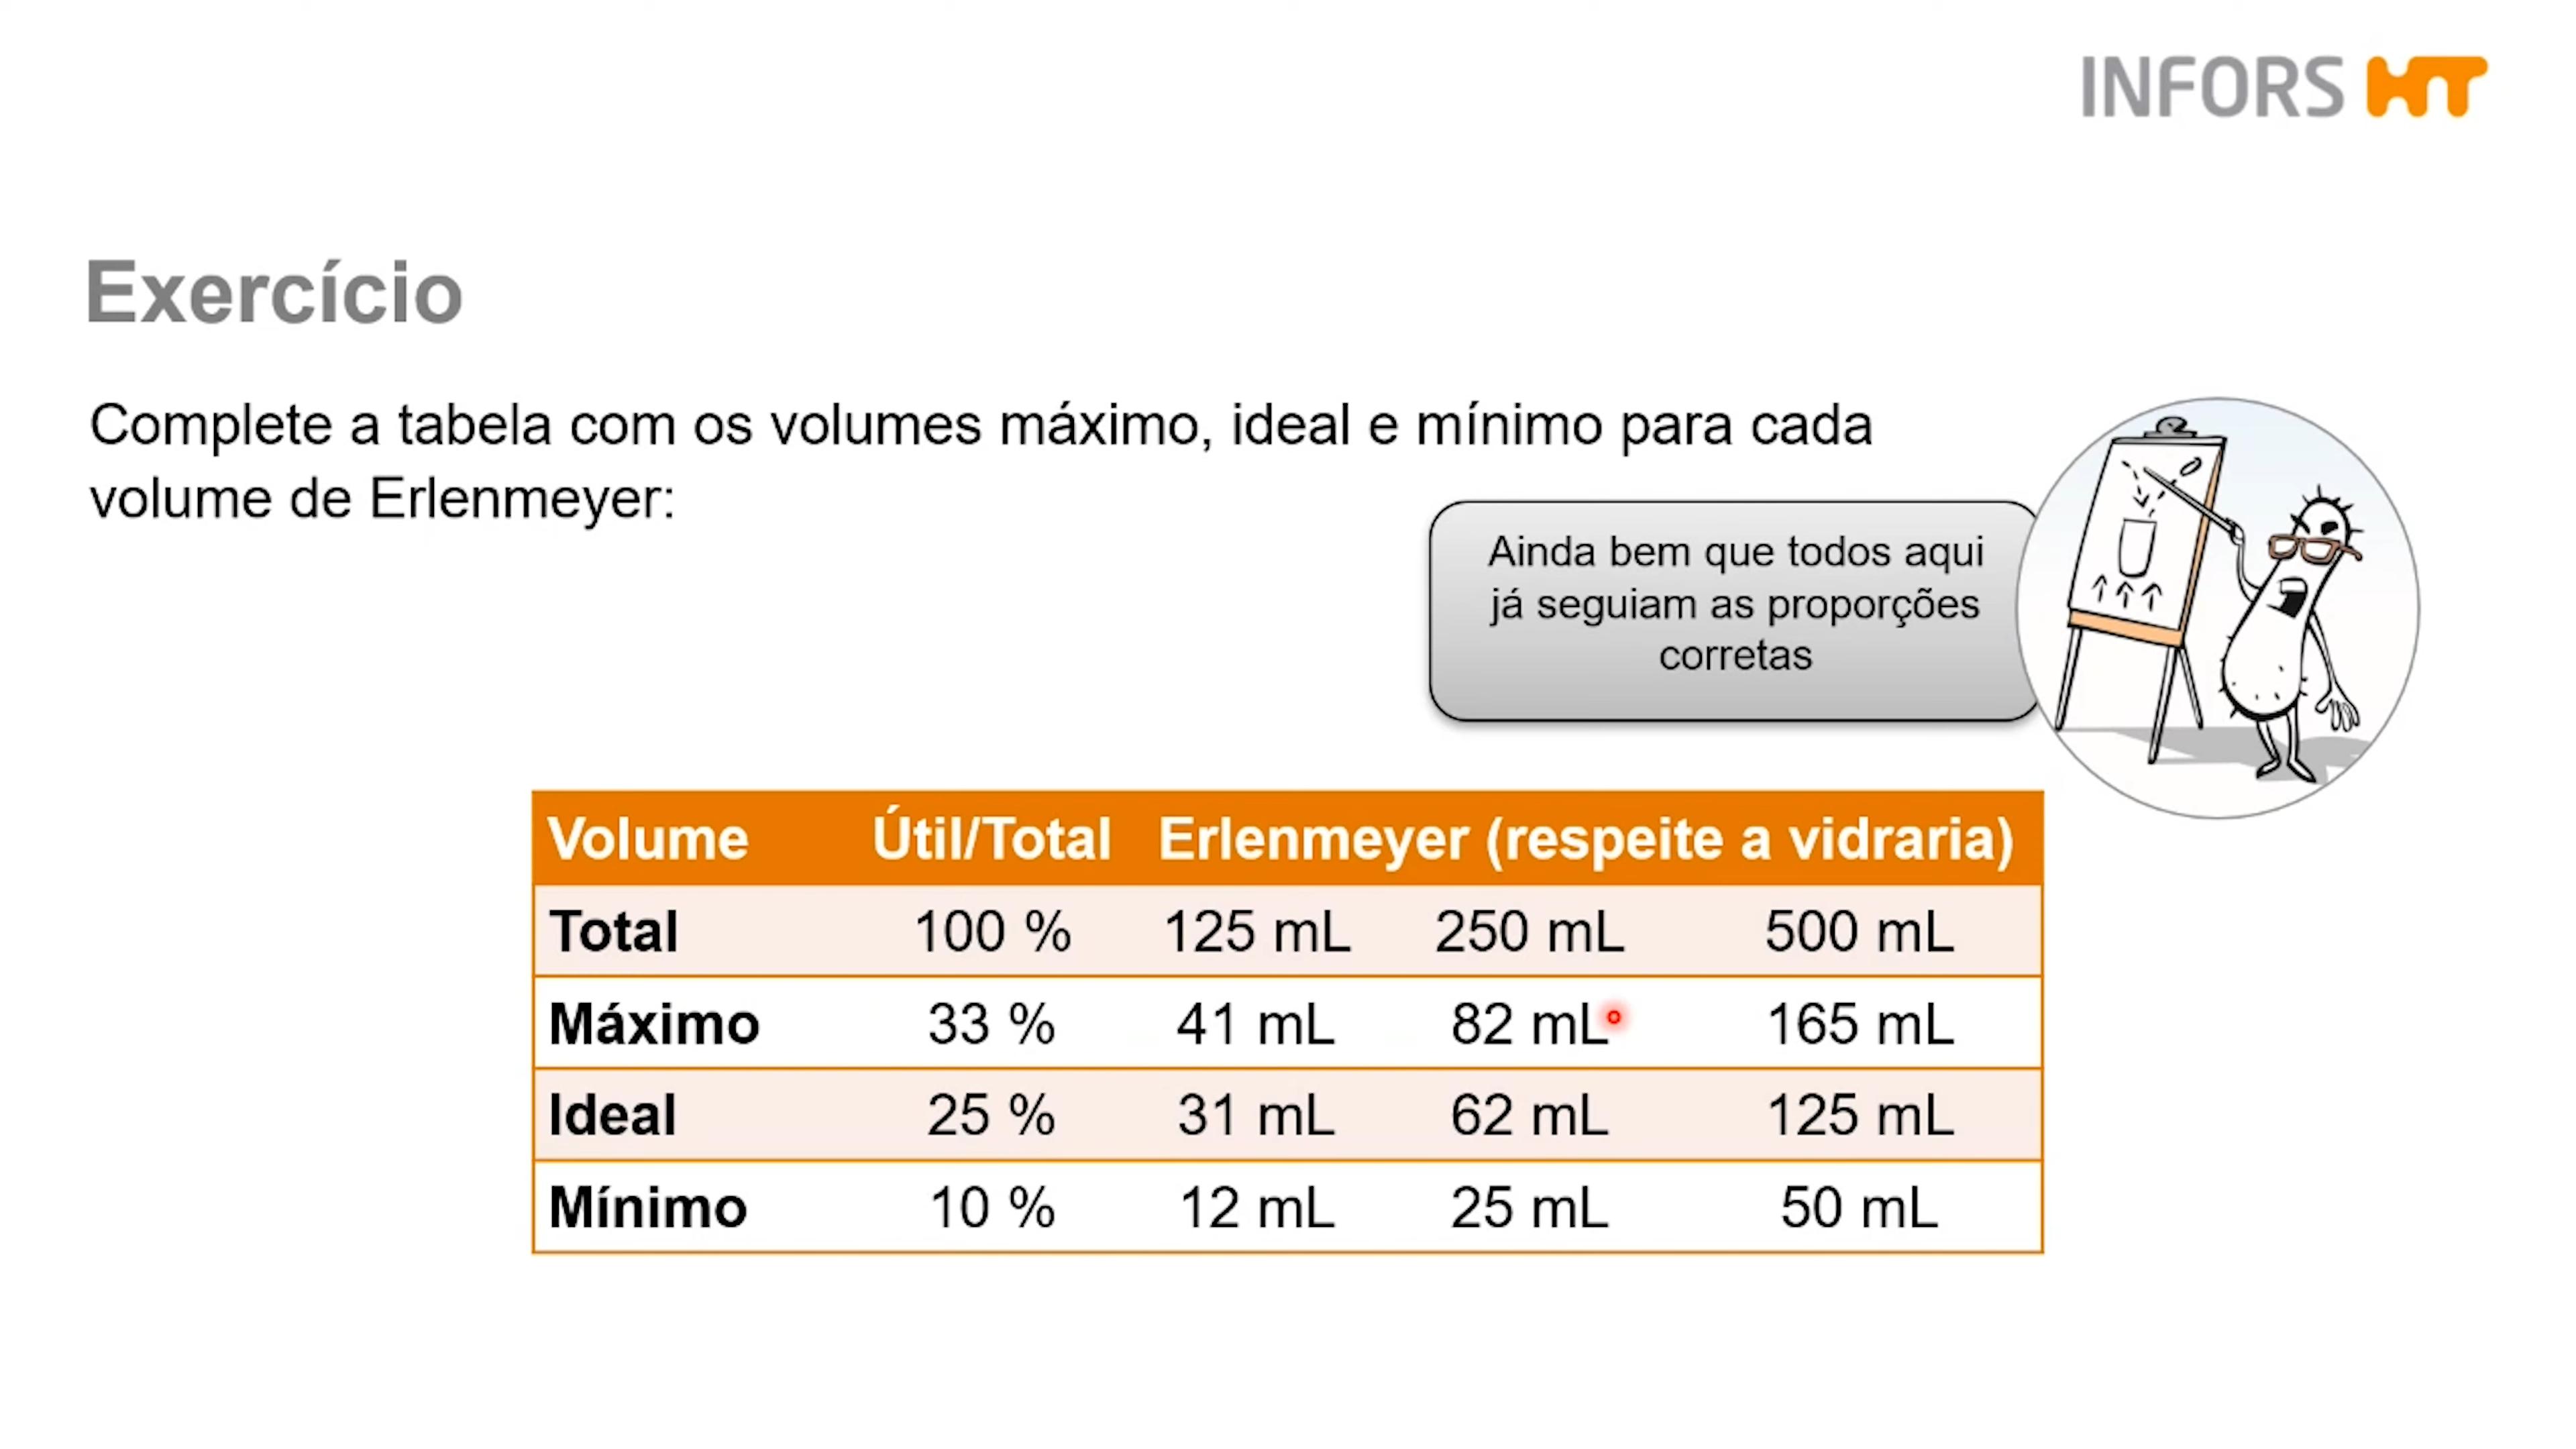 INFORS HT
Exercício
Complete a tabela com os volumes máximo, ideal e mínimo para cada
volume de Erlenmeyer:
Ainda bem que todos aqui
já seguiam as proporções
corretas
Volume Útil/Total Erlenmeyer (respeite a vidraria)
Total 100 % 125 mL 250 mL 500 mL
Máximo 33 % 41 mL 82 mL 165 mL
Ideal 25 % 31 mL 62 mL 125 mL
Mínimo 10 % 12 mL 25 mL 50 mL